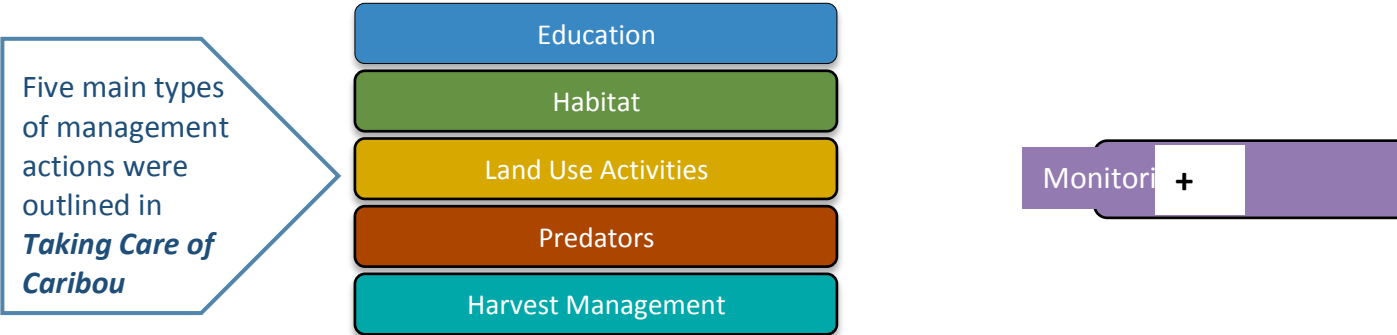 Five main types
of management
actions were
outlined in
Taking Care of
Caribou
Education
Habitat
Land Use Activities
Predators
Harvest Management
Monitori
+